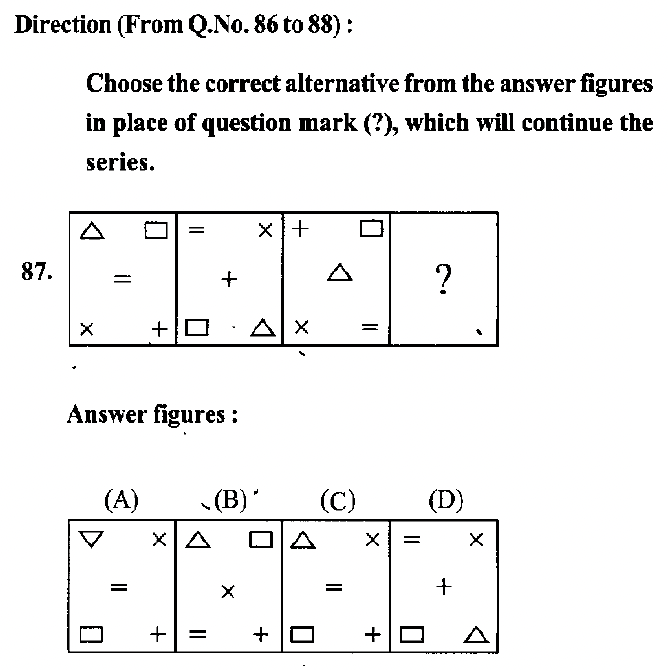 Direction (From Q.No. 86 to 88) :
Choose the correct alternative from the answer figures
in place of question mark (?), which will continue the
series.
△ □ = × + □
87. = + △ ?
× + □ △ × =
Answer figures :
(A) (B) (C) (D)
▽ × △ □ △ × = ×
= × = +
□ + = + □ + □ △